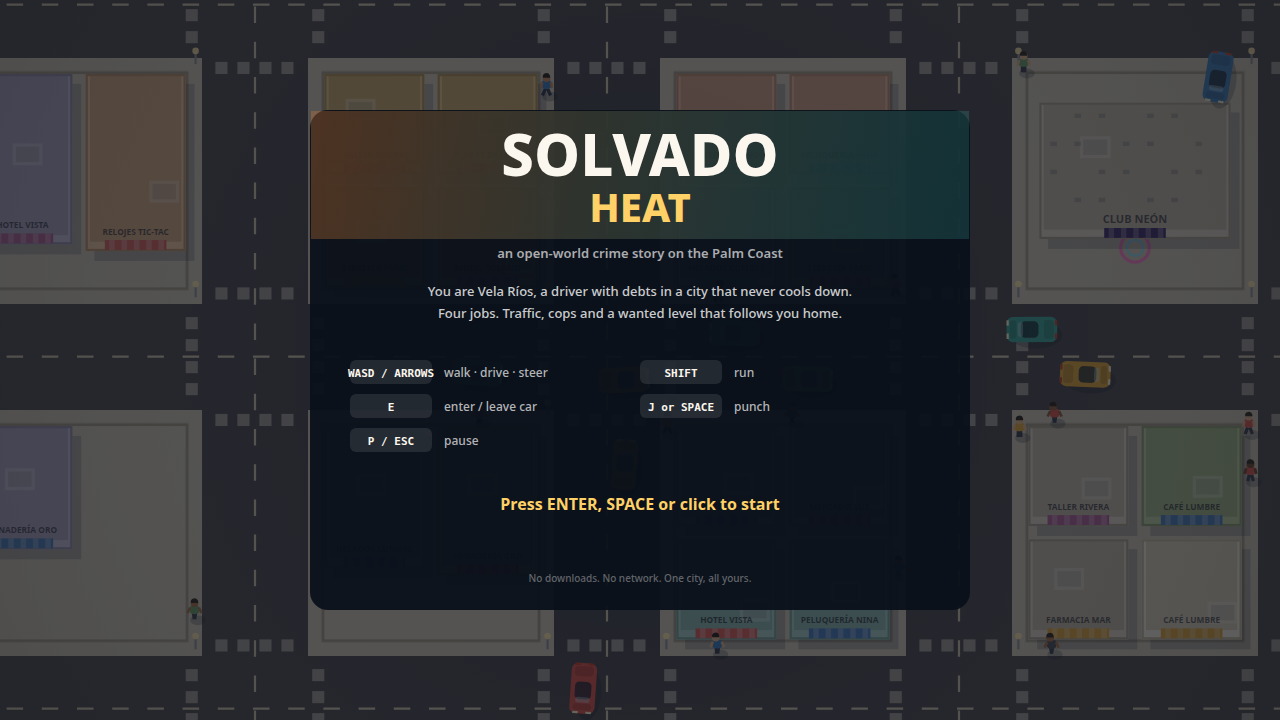 SOLVADO
HEAT
an open-world crime story on the Palm Coast
You are Vela Ríos, a driver with debts in a city that never cools down.
Four jobs. Traffic, cops and a wanted level that follows you home.
WASD / ARROWS walk · drive · steer
SHIFT run
E enter / leave car
J or SPACE punch
P / ESC pause
Press ENTER, SPACE or click to start
No downloads. No network. One city, all yours.
HOTEL VISTA
RELOJES TIC-TAC
CLUB NEÓN
NADERÍA ORO
TALLER RIVERA
CAFÉ LUMBRE
FARMACIA MAR
CAFÉ LUMBRE
HOTEL VISTA
PELUQUERÍA NINA